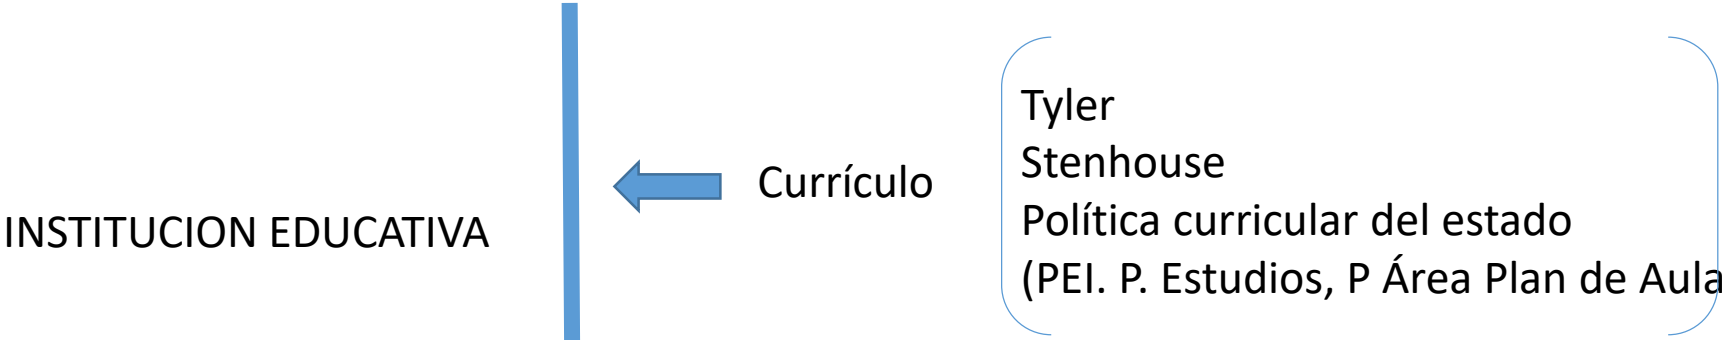 INSTITUCION EDUCATIVA
Currículo
Tyler
Stenhouse
Política curricular del estado
(PEI. P. Estudios, P Área Plan de Aula